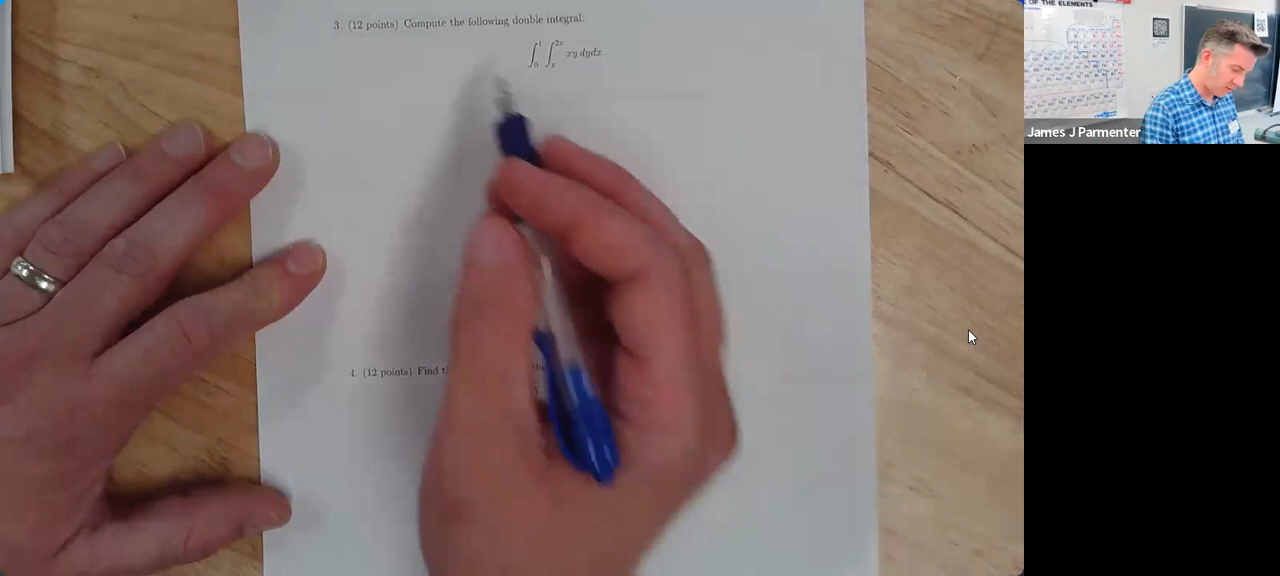 3. (12 points) Compute the following double integral:
∫₀¹ ∫ₓ²ˣ xy dydx
4. (12 points) Find
OF THE ELEMENTS
James J Parmenter